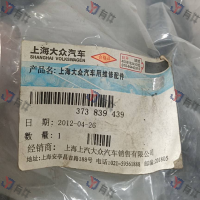 上海大众汽车
SHANGHAI VOLKSWAGEN
产品名: 上海大众汽车用维修配件
373 839 439
日 期: 2012-04-26
数 量: 1
经销商: 上海上汽大众汽车销售有限公司